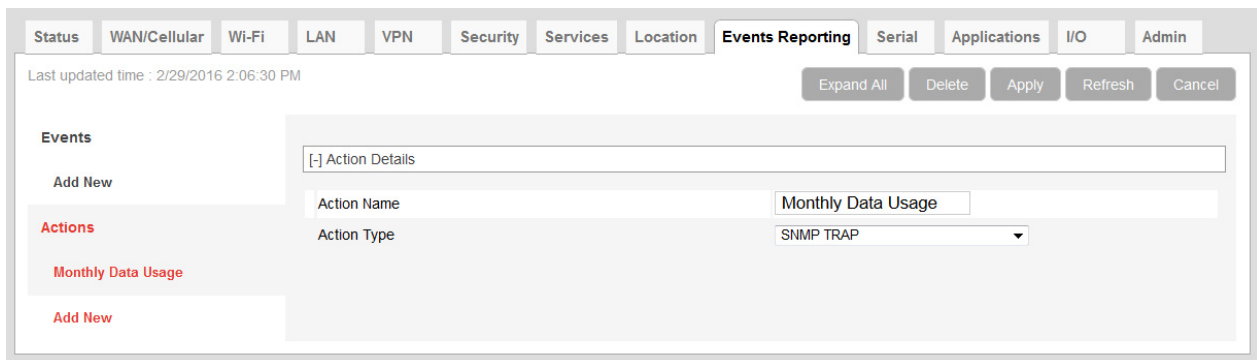 Status WAN/Cellular Wi-Fi LAN VPN Security Services Location Events Reporting Serial Applications I/O Admin
Last updated time : 2/29/2016 2:06:30 PM
Expand All Delete Apply Refresh Cancel
Events
[-] Action Details
Add New
Action Name Monthly Data Usage
Actions
Action Type SNMP TRAP
Monthly Data Usage
Add New